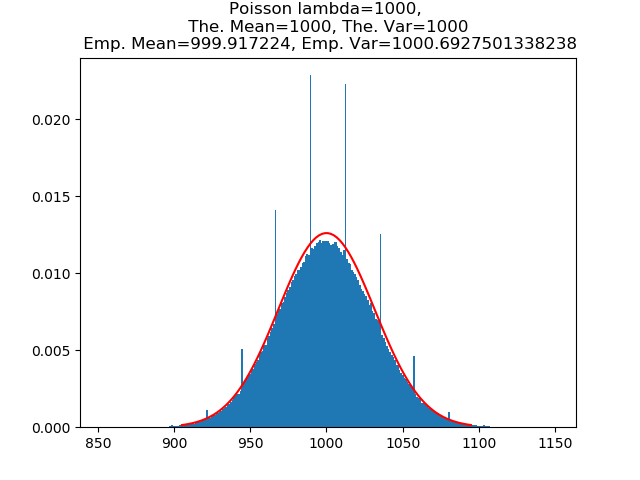 Poisson lambda=1000,
The. Mean=1000, The. Var=1000
Emp. Mean=999.917224, Emp. Var=1000.6927501338238
0.020
0.015
0.010
0.005
0.000
850 900 950 1000 1050 1100 1150